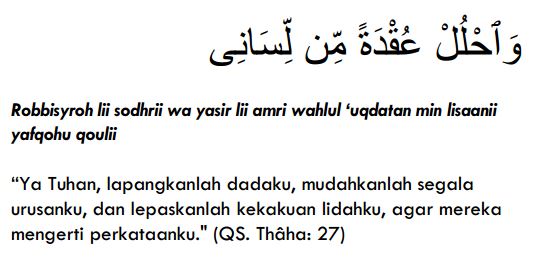 وَٱحْلُلْ عُقْدَةً مِّن لِّسَانِى
Robbisyroh lii sodhrii wa yasir lii amri wahlul ‘uqdatan min lisaanii
yafqohu qoulii
“Ya Tuhan, lapangkanlah dadaku, mudahkanlah segala
urusanku, dan lepaskanlah kekakuan lidahku, agar mereka
mengerti perkataanku." (QS. Thâha: 27)